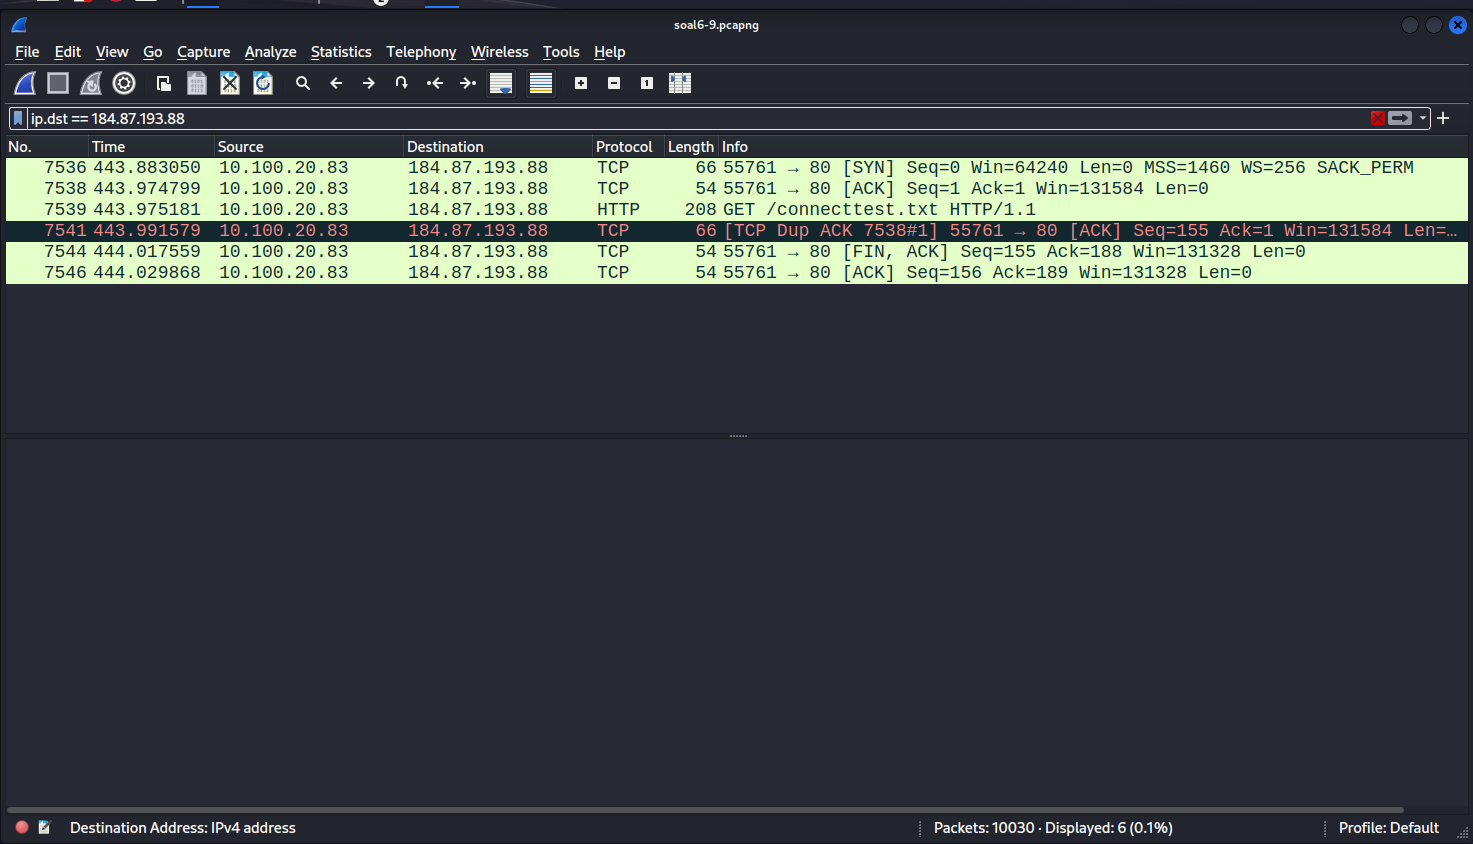 soal6-9.pcapng
File Edit View Go Capture Analyze Statistics Telephony Wireless Tools Help
ip.dst == 184.87.193.88
No. Time Source Destination Protocol Length Info
7536 443.883050 10.100.20.83 184.87.193.88 TCP 66 55761 → 80 [SYN] Seq=0 Win=64240 Len=0 MSS=1460 WS=256 SACK_PERM
7538 443.974799 10.100.20.83 184.87.193.88 TCP 54 55761 → 80 [ACK] Seq=1 Ack=1 Win=131584 Len=0
7539 443.975181 10.100.20.83 184.87.193.88 HTTP 208 GET /connecttest.txt HTTP/1.1
7541 443.991579 10.100.20.83 184.87.193.88 TCP 66 [TCP Dup ACK 7538#1] 55761 → 80 [ACK] Seq=155 Ack=1 Win=131584 Len=…
7544 444.017559 10.100.20.83 184.87.193.88 TCP 54 55761 → 80 [FIN, ACK] Seq=155 Ack=188 Win=131328 Len=0
7546 444.029868 10.100.20.83 184.87.193.88 TCP 54 55761 → 80 [ACK] Seq=156 Ack=189 Win=131328 Len=0
Destination Address: IPv4 address Packets: 10030 · Displayed: 6 (0.1%) Profile: Default